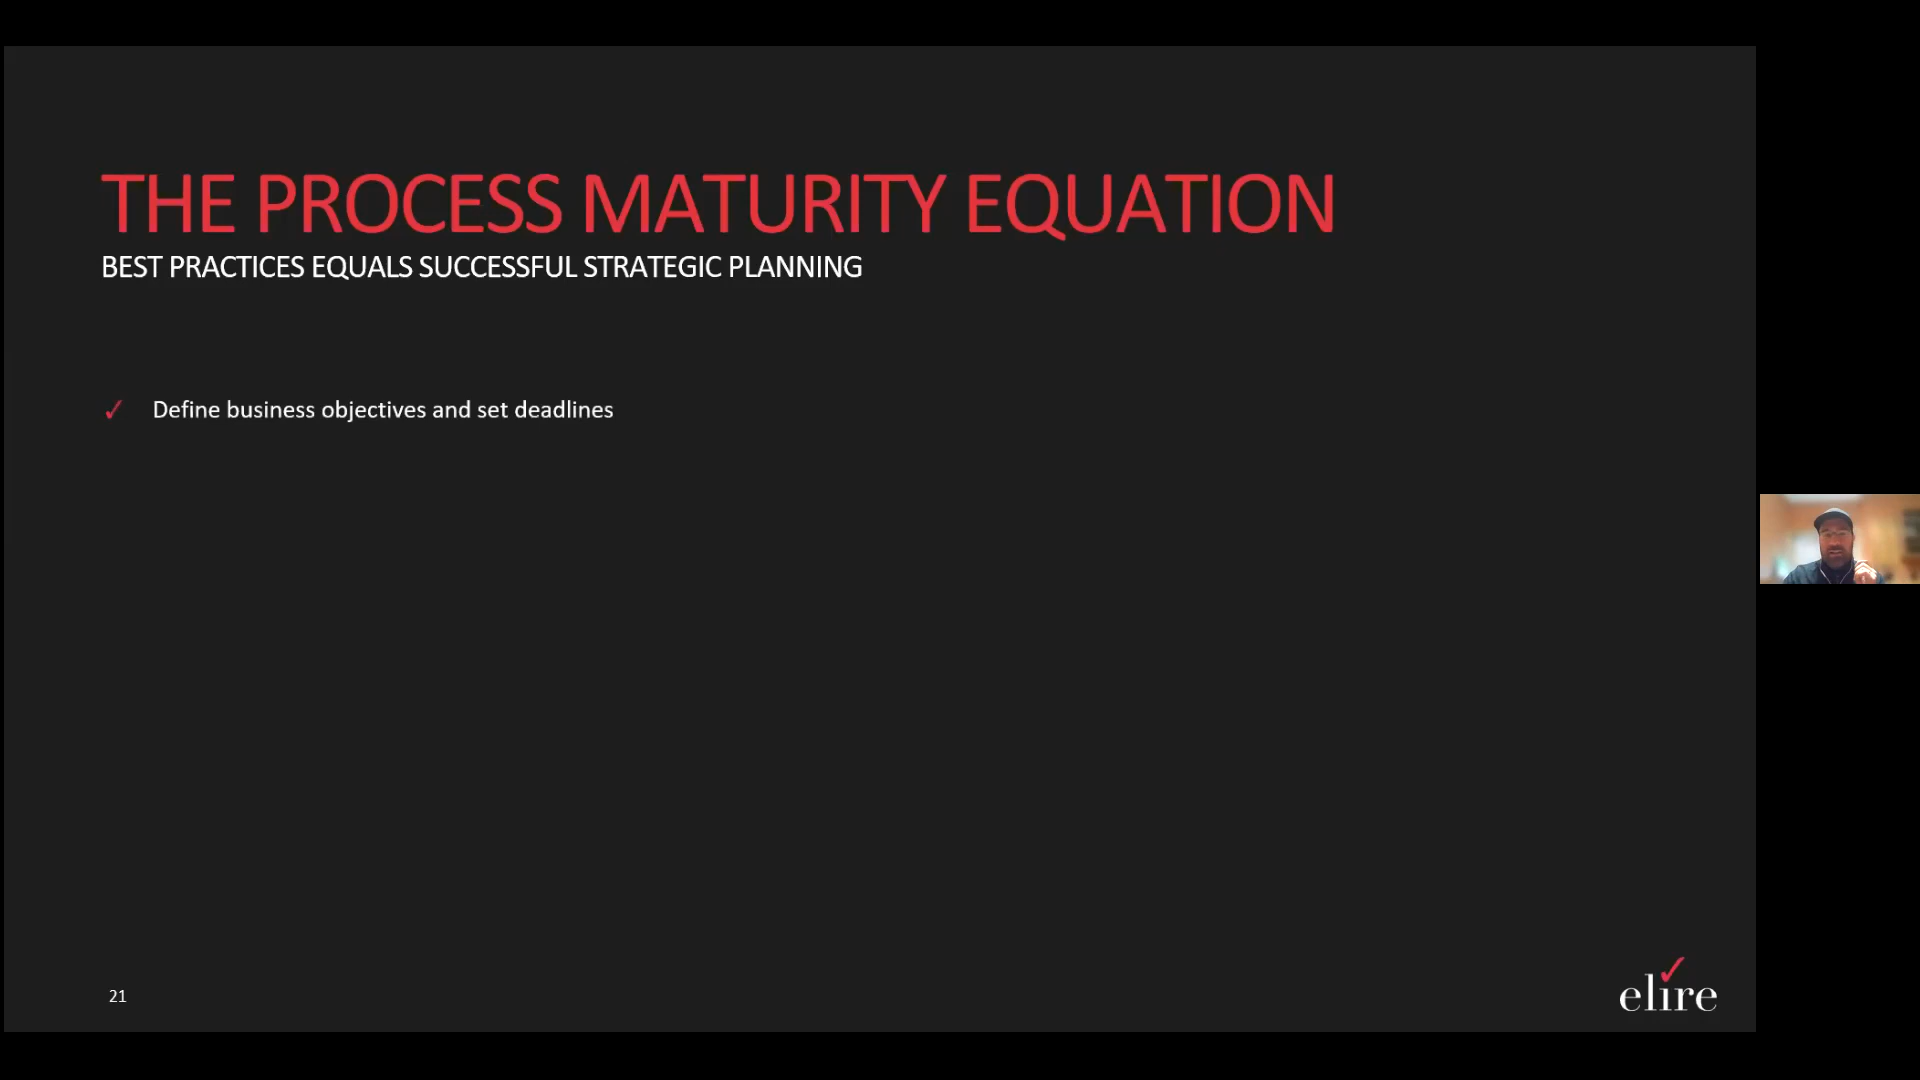 THE PROCESS MATURITY EQUATION
BEST PRACTICES EQUALS SUCCESSFUL STRATEGIC PLANNING
✓ Define business objectives and set deadlines
21
elire